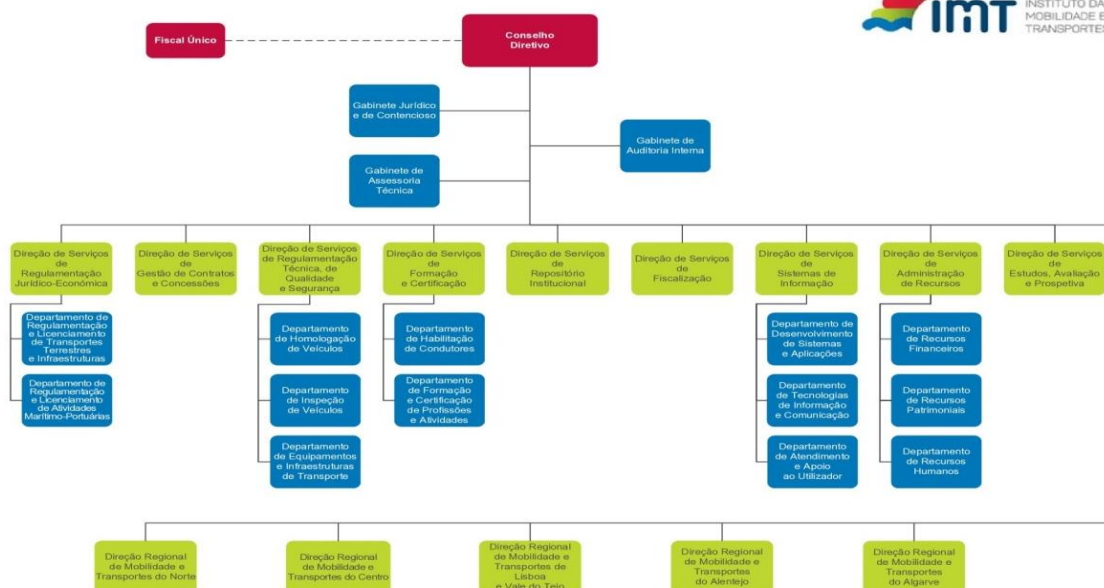 IMT
INSTITUTO DA
MOBILIDADE E
TRANSPORTES
Fiscal Único
Conselho
Diretivo
Gabinete Jurídico
e de Contencioso
Gabinete de
Auditoria Interna
Gabinete de
Assessoria
Técnica
Direção de Serviços
de
Regulamentação
Jurídico-Económica
Direção de Serviços
de
Gestão de Contratos
e Concessões
Direção de Serviços
de Regulamentação
Técnica, de
Qualidade
e Segurança
Direção de Serviços
de
Formação
e Certificação
Direção de Serviços
de
Repositório
Institucional
Direção de Serviços
de
Fiscalização
Direção de Serviços
de
Sistemas de
Informação
Direção de Serviços
de
Administração
de Recursos
Direção de Serviços
de
Estudos, Avaliação
e Prospetiva
Departamento de
Regulamentação
e Licenciamento
de Transportes
Terrestres
e Infraestruturas
Departamento de
Regulamentação
e Licenciamento
de Atividades
Marítimo-Portuárias
Departamento
de Homologação
de Veículos
Departamento
de Inspeção
de Veículos
Departamento
de Equipamentos
e Infraestruturas
de Transporte
Departamento
de Habilitação
de Condutores
Departamento
de Formação
e Certificação
de Profissões
e Atividades
Departamento de
Desenvolvimento
de Sistemas
e Aplicações
Departamento
de Tecnologias
de Informação
e Comunicação
Departamento
de Atendimento
e Apoio
ao Utilizador
Departamento
de Recursos
Financeiros
Departamento
de Recursos
Patrimoniais
Departamento
de Recursos
Humanos
Direção Regional
de Mobilidade e
Transportes do Norte
Direção Regional
de Mobilidade e
Transportes do Centro
Direção Regional
de Mobilidade e
Transportes de
Lisboa
e Vale do Tejo
Direção Regional
de Mobilidade e
Transportes
do Alentejo
Direção Regional
de Mobilidade e
Transportes
do Algarve